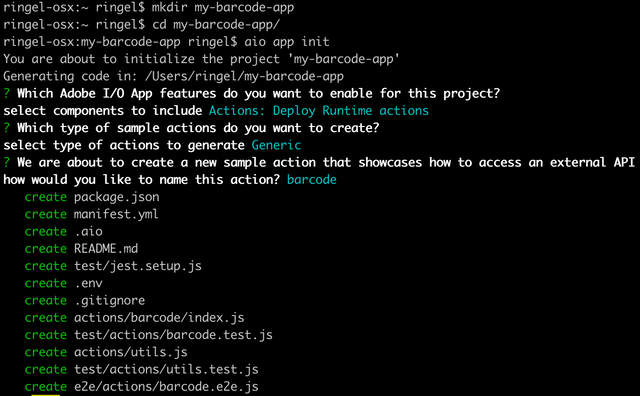 ringel-osx:~ ringel$ mkdir my-barcode-app
ringel-osx:~ ringel$ cd my-barcode-app/
ringel-osx:my-barcode-app ringel$ aio app init
You are about to initialize the project 'my-barcode-app'
Generating code in: /Users/ringel/my-barcode-app
? Which Adobe I/O App features do you want to enable for this project?
select components to include Actions: Deploy Runtime actions
? Which type of sample actions do you want to create?
select type of actions to generate Generic
? We are about to create a new sample action that showcases how to access an external API
how would you like to name this action? barcode
create package.json
create manifest.yml
create .aio
create README.md
create test/jest.setup.js
create .env
create .gitignore
create actions/barcode/index.js
create test/actions/barcode.test.js
create actions/utils.js
create test/actions/utils.test.js
create e2e/actions/barcode.e2e.js